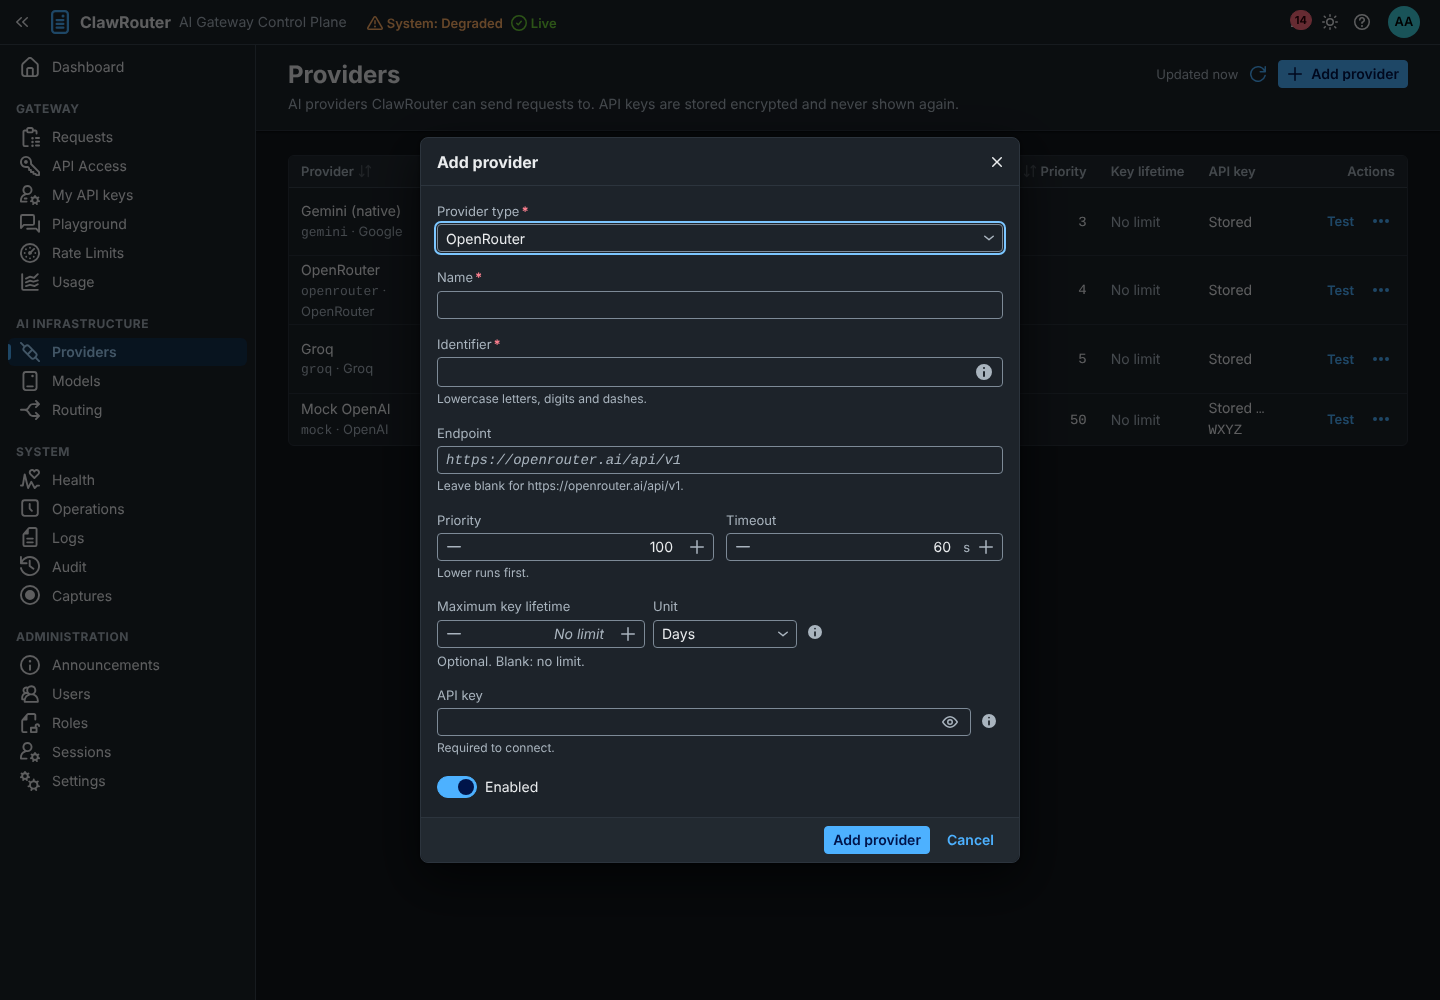 ClawRouter AI Gateway Control Plane System: Degraded Live
14 AA
Dashboard
GATEWAY
Requests
API Access
My API keys
Playground
Rate Limits
Usage
AI INFRASTRUCTURE
Providers
Models
Routing
SYSTEM
Health
Operations
Logs
Audit
Captures
ADMINISTRATION
Announcements
Users
Roles
Sessions
Settings
Providers
AI providers ClawRouter can send requests to. API keys are stored encrypted and never shown again.
Updated now Add provider
Provider Priority Key lifetime API key Actions
Gemini (native) 3 No limit Stored Test
gemini · Google
OpenRouter 4 No limit Stored Test
openrouter ·
OpenRouter
Groq 5 No limit Stored Test
groq · Groq
Mock OpenAI 50 No limit Stored … Test
mock · OpenAI WXYZ
Add provider
Provider type *
OpenRouter
Name *
Identifier *
Lowercase letters, digits and dashes.
Endpoint
https://openrouter.ai/api/v1
Leave blank for https://openrouter.ai/api/v1.
Priority Timeout
100 60 s
Lower runs first.
Maximum key lifetime Unit
No limit Days
Optional. Blank: no limit.
API key
Required to connect.
Enabled
Add provider Cancel